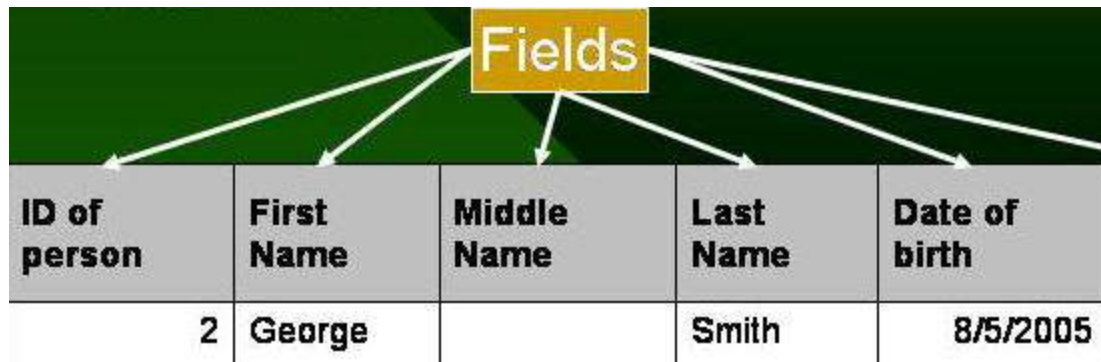 Fields
ID of person
First Name
Middle Name
Last Name
Date of birth
2 George Smith 8/5/2005